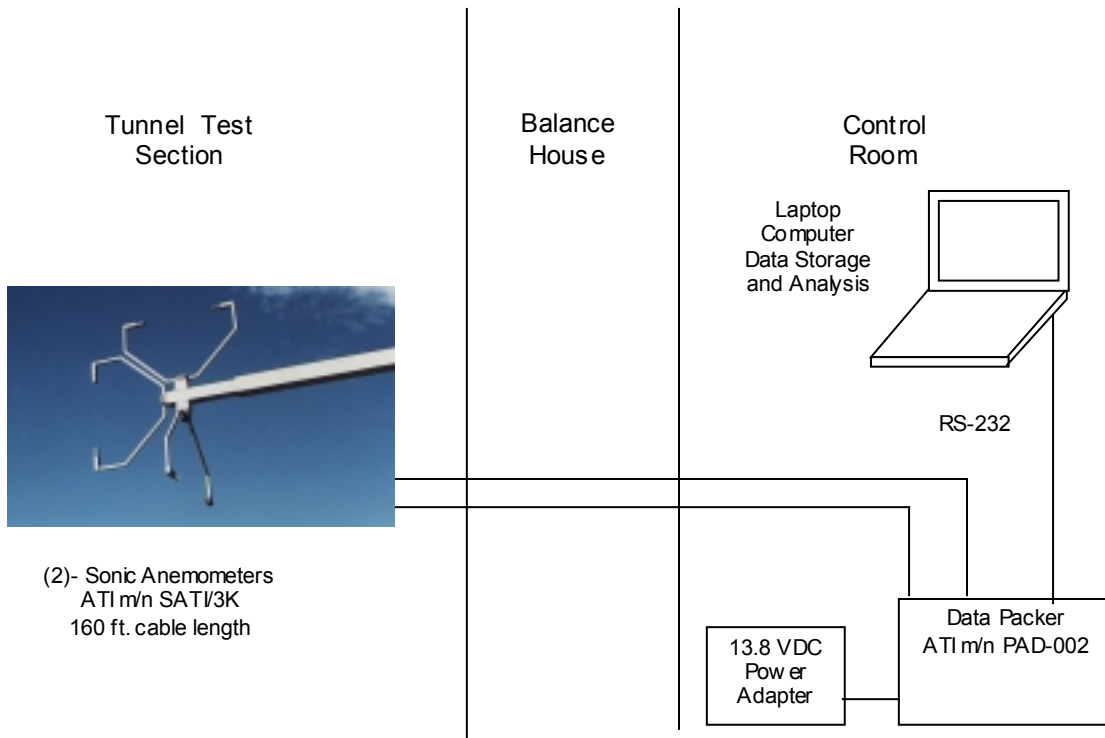 Tunnel Test
Section
Balance
House
Control
Room
Laptop
Computer
Data Storage
and Analysis
RS-232
(2)- Sonic Anemometers
ATI m/n SATI/3K
160 ft. cable length
13.8 VDC
Power
Adapter
Data Packer
ATI m/n PAD-002